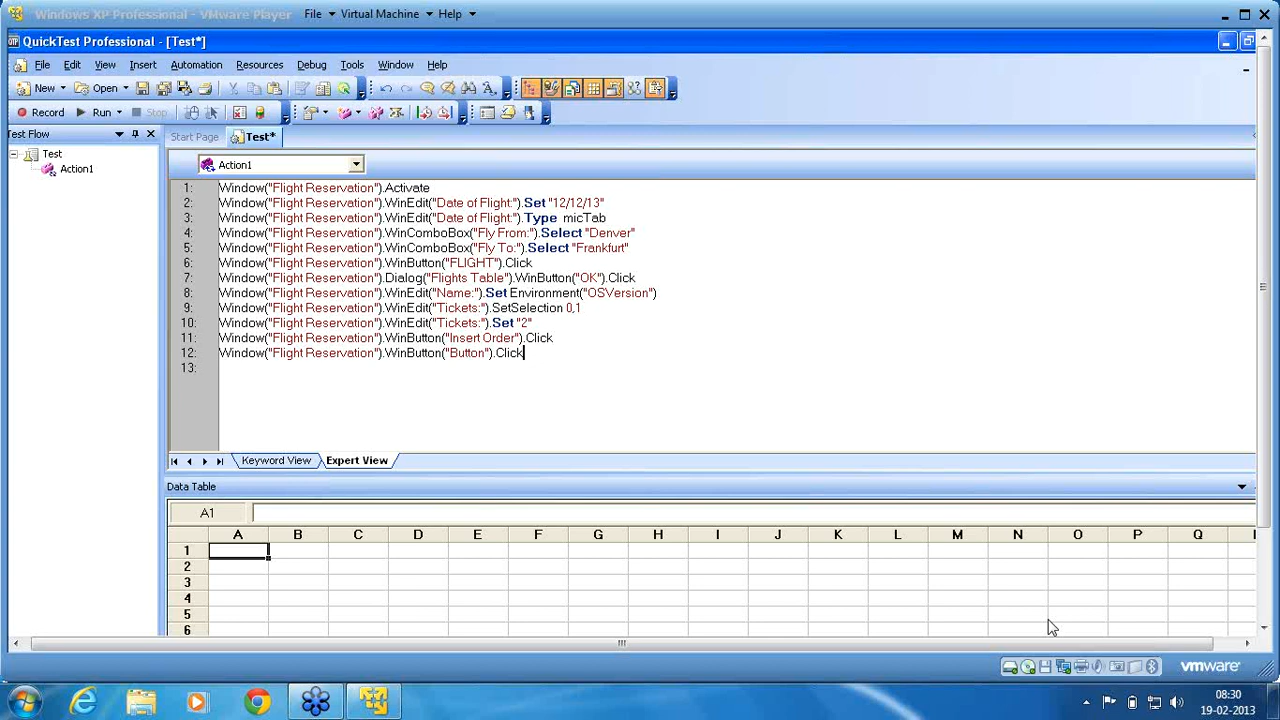 Windows XP Professional - VMware Player File Virtual Machine Help
QuickTest Professional - [Test*]
File Edit View Insert Automation Resources Debug Tools Window Help
New Open
Record Run Stop
Test Flow
Start Page Test*
Test
Action1
Action1
1: Window("Flight Reservation").Activate
2: Window("Flight Reservation").WinEdit("Date of Flight:").Set "12/12/13"
3: Window("Flight Reservation").WinEdit("Date of Flight:").Type micTab
4: Window("Flight Reservation").WinComboBox("Fly From:").Select "Denver"
5: Window("Flight Reservation").WinComboBox("Fly To:").Select "Frankfurt"
6: Window("Flight Reservation").WinButton("FLIGHT").Click
7: Window("Flight Reservation").Dialog("Flights Table").WinButton("OK").Click
8: Window("Flight Reservation").WinEdit("Name:").Set Environment("OSVersion")
9: Window("Flight Reservation").WinEdit("Tickets:").SetSelection 0,1
10: Window("Flight Reservation").WinEdit("Tickets:").Set "2"
11: Window("Flight Reservation").WinButton("Insert Order").Click
12: Window("Flight Reservation").WinButton("Button").Click
13:
Keyword View Expert View
Data Table
A1
A B C D E F G H I J K L M N O P Q
1
2
3
4
5
6
vmware
08:30
19-02-2013